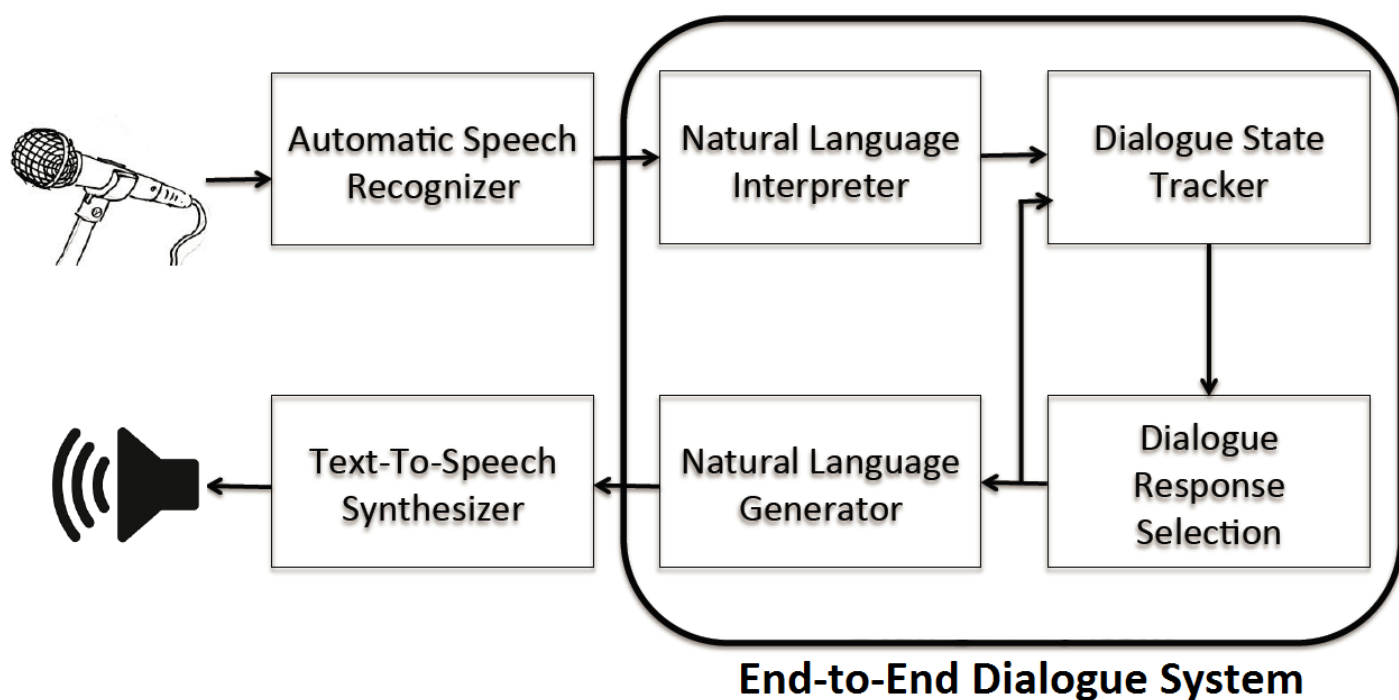 Automatic Speech
Recognizer
Natural Language
Interpreter
Dialogue State
Tracker
Text-To-Speech
Synthesizer
Natural Language
Generator
Dialogue
Response
Selection
End-to-End Dialogue System